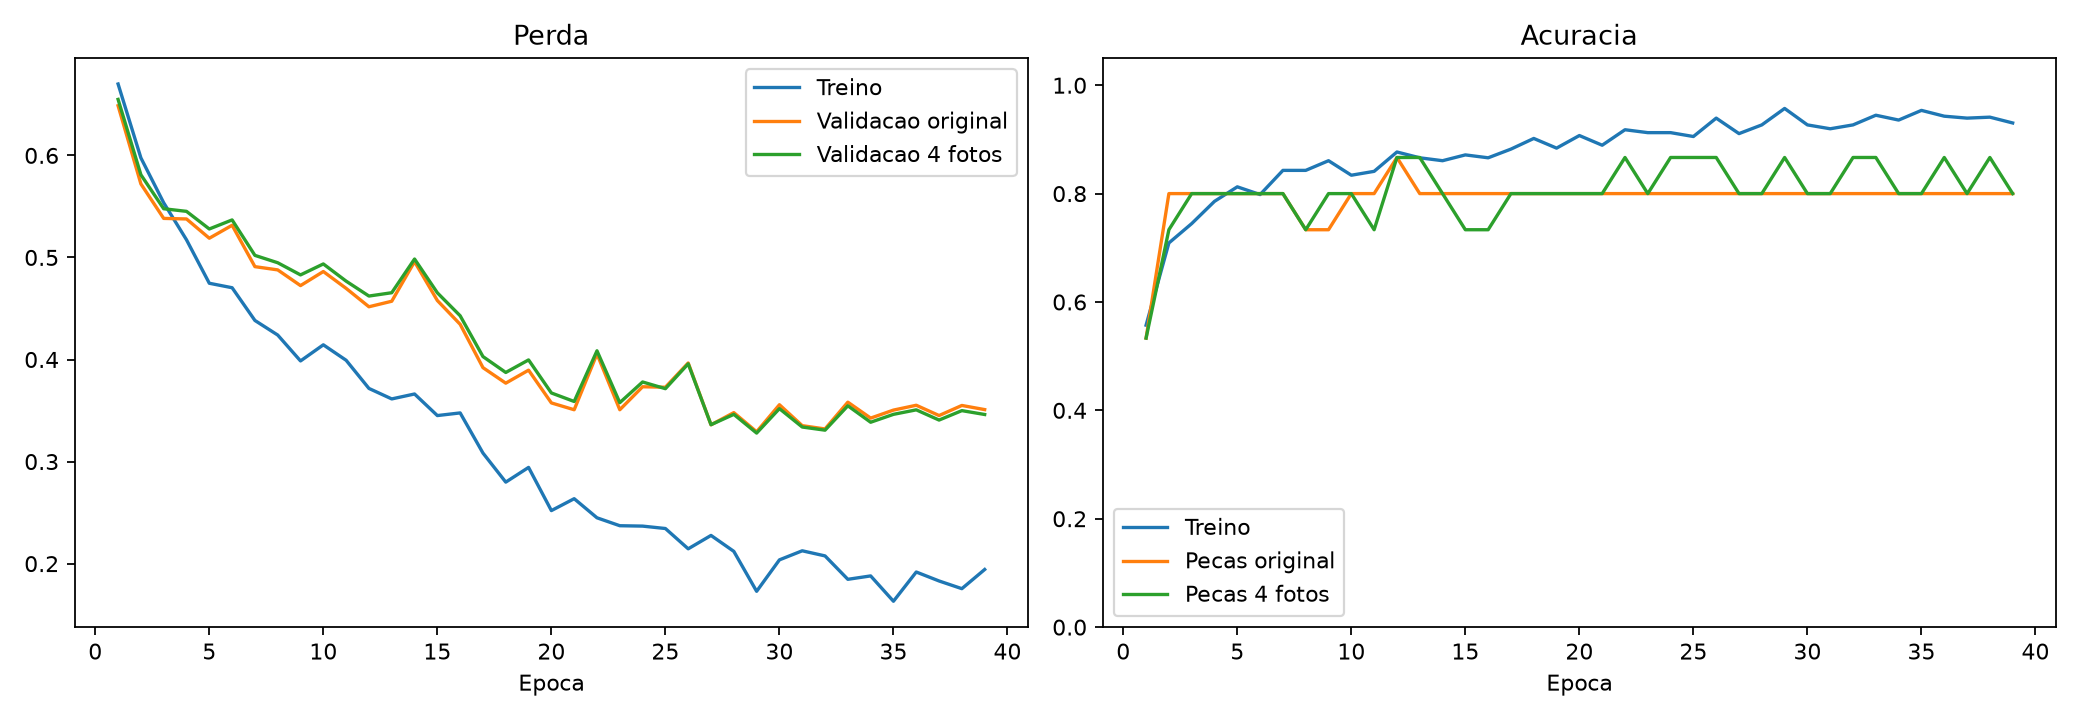 Perda
Treino
Validacao original
Validacao 4 fotos
0.6
0.5
0.4
0.3
0.2
0 5 10 15 20 25 30 35 40
Epoca
Acuracia
1.0
0.8
0.6
0.4
0.2
0.0
Treino
Pecas original
Pecas 4 fotos
0 5 10 15 20 25 30 35 40
Epoca